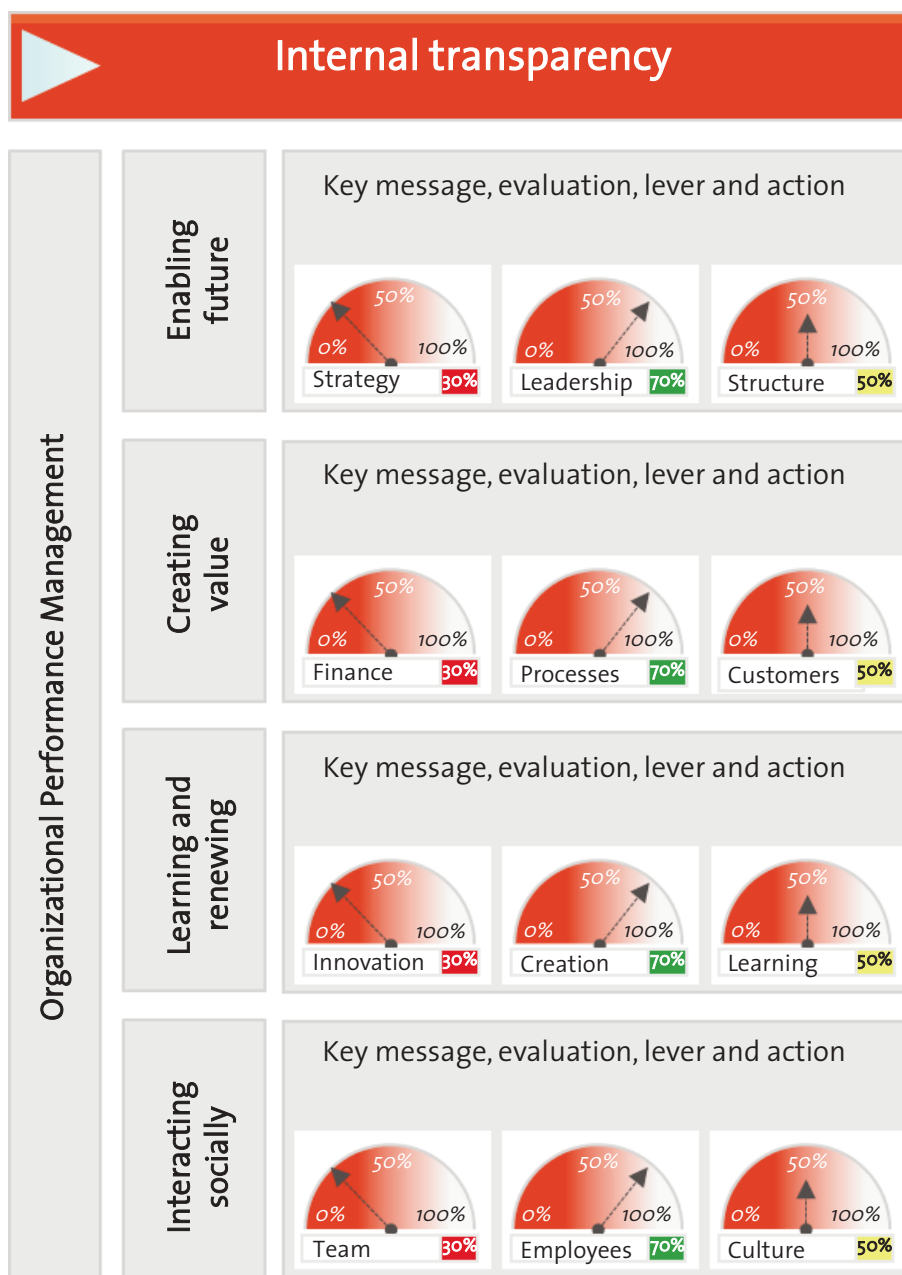 Internal transparency
Organizational Performance Management
Enabling
future
Key message, evaluation, lever and action
50%
0%
100%
Strategy
30%
50%
0%
100%
Leadership
70%
50%
0%
100%
Structure
50%
Creating
value
Key message, evaluation, lever and action
50%
0%
100%
Finance
30%
50%
0%
100%
Processes
70%
50%
0%
100%
Customers
50%
Learning and
renewing
Key message, evaluation, lever and action
50%
0%
100%
Innovation
30%
50%
0%
100%
Creation
70%
50%
0%
100%
Learning
50%
Interacting
socially
Key message, evaluation, lever and action
50%
0%
100%
Team
30%
50%
0%
100%
Employees
70%
50%
0%
100%
Culture
50%